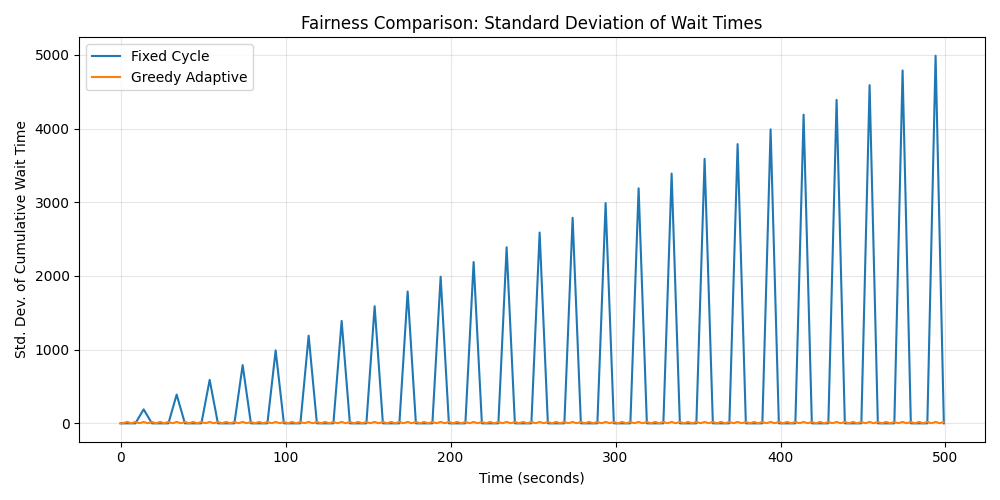 Fairness Comparison: Standard Deviation of Wait Times
Fixed Cycle
Greedy Adaptive
Std. Dev. of Cumulative Wait Time
5000
4000
3000
2000
1000
0
0 100 200 300 400 500
Time (seconds)